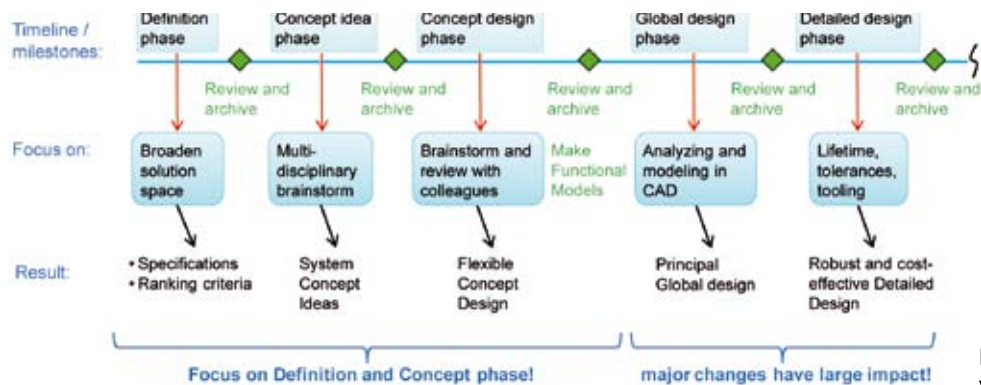 Timeline / milestones:
Definition phase
Concept idea phase
Concept design phase
Global design phase
Detailed design phase
Review and archive
Review and archive
Review and archive
Review and archive
Review and archive
Focus on:
Broaden
solution
space
Multi-
disciplinary
brainstorm
Brainstorm and
review with
colleagues
Make
Functional
Models
Analyzing and
modeling in
CAD
Lifetime,
tolerances,
tooling
Result:
• Specifications
• Ranking criteria
System
Concept
Ideas
Flexible
Concept
Design
Principal
Global design
Robust and cost-
effective Detailed
Design
Focus on Definition and Concept phase!
major changes have large impact!